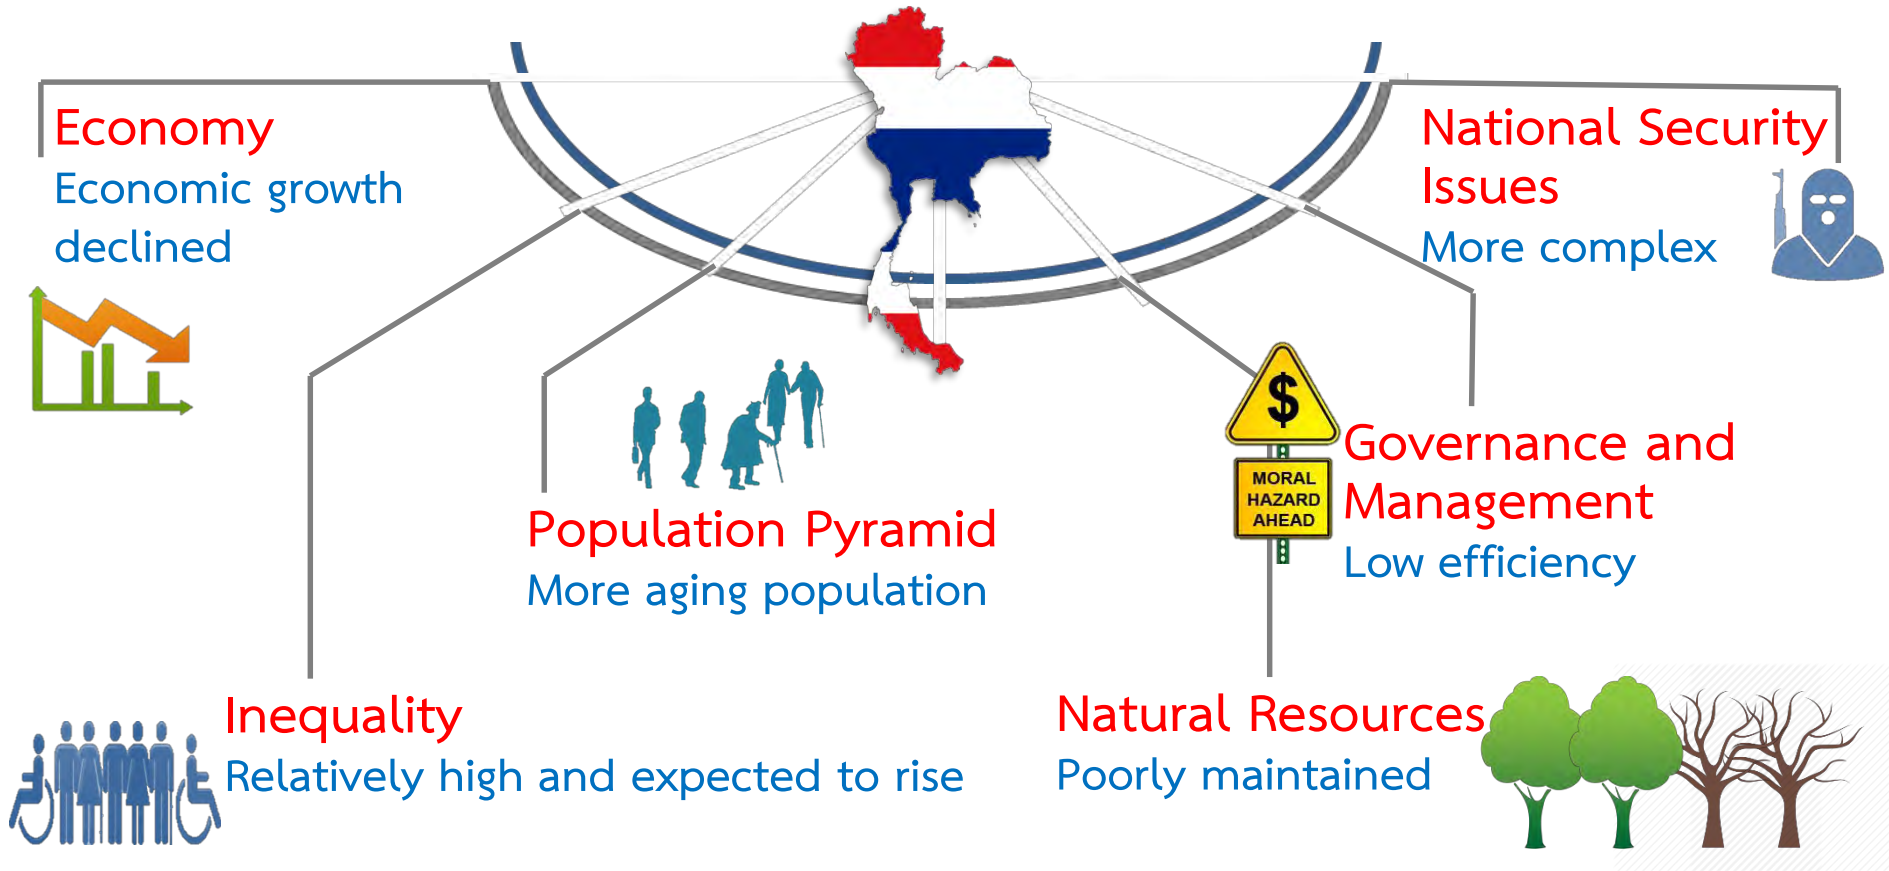 Economy
Economic growth
declined
National Security
Issues
More complex
$
MORAL
HAZARD
AHEAD
Governance and
Management
Low efficiency
Population Pyramid
More aging population
Inequality
Relatively high and expected to rise
Natural Resources
Poorly maintained